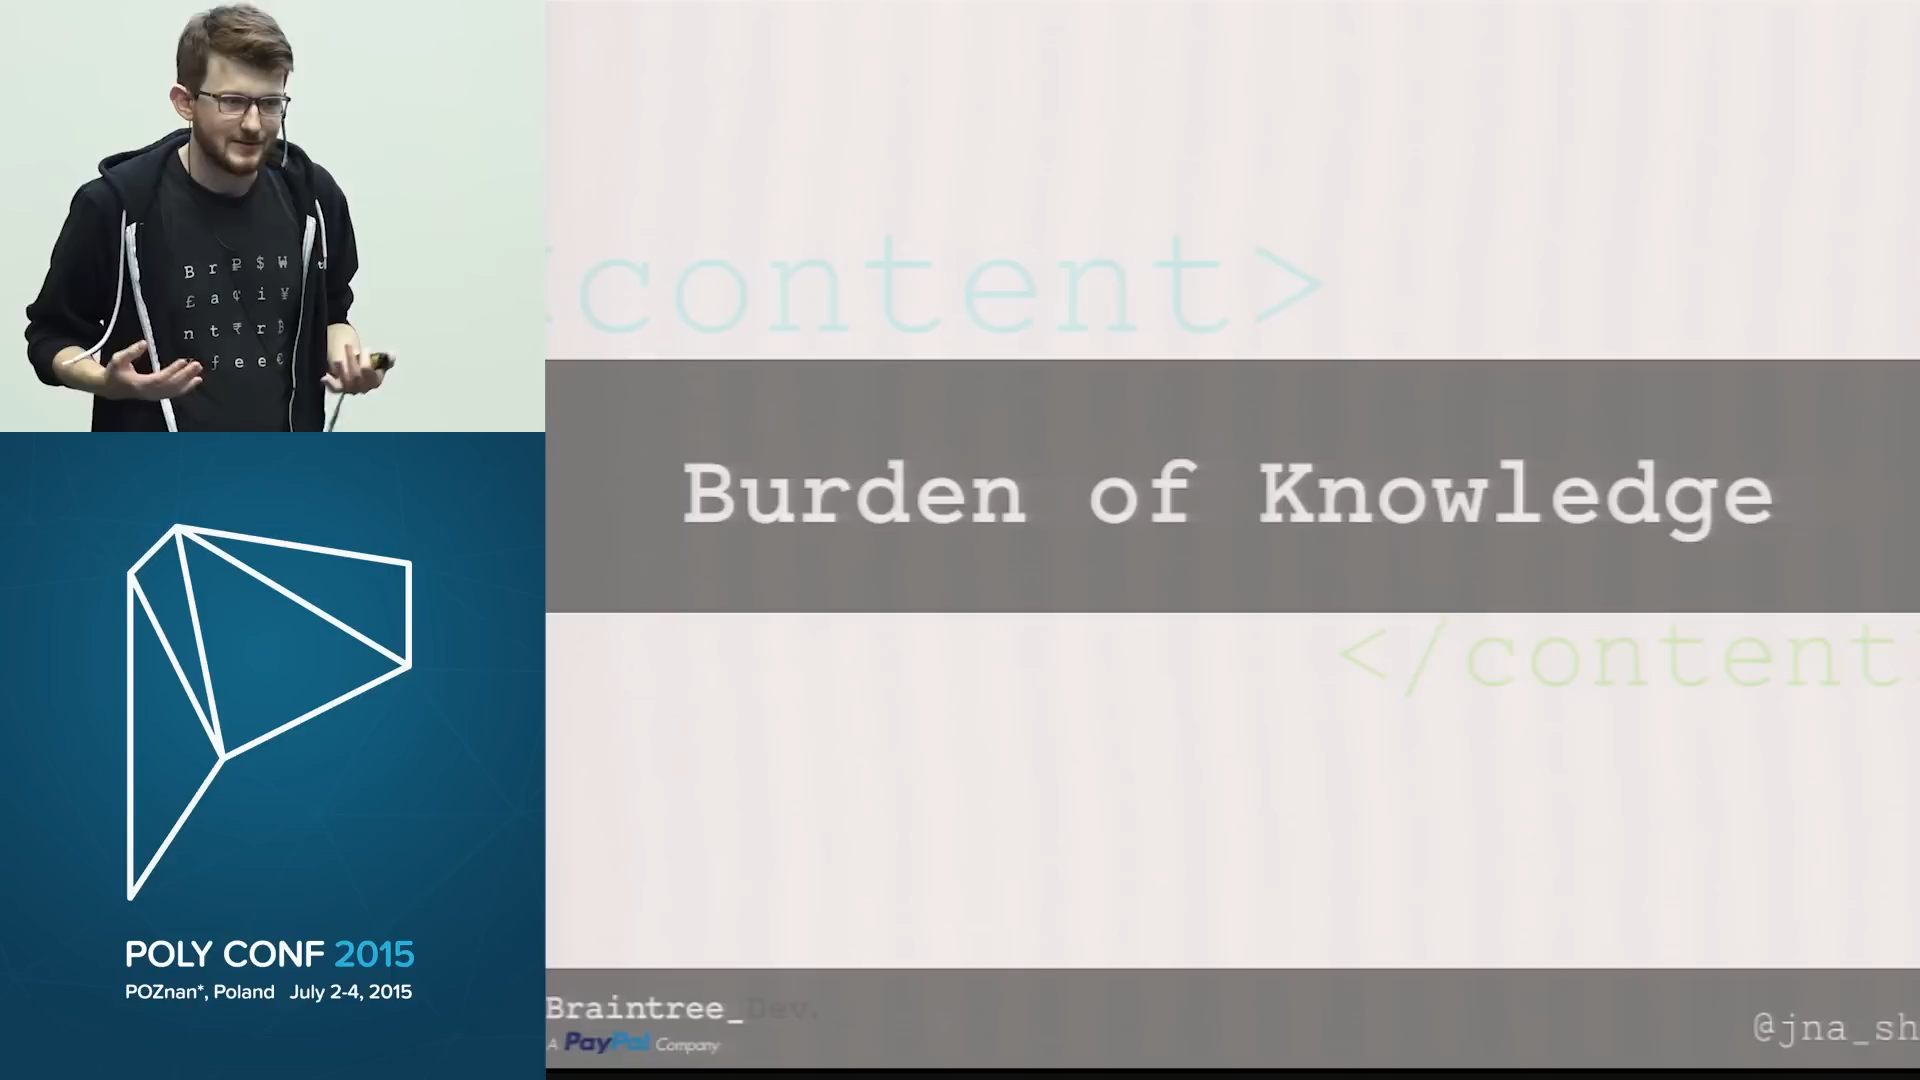 B r ₽ $ ₩ t
£ a ¢ i ¥
n t ₹ r
f e e €
<content>
Burden of Knowledge
</content
POLY CONF 2015
POZnan*, Poland July 2-4, 2015
Braintree_Dev.
A PayPal Company
@jna_sh